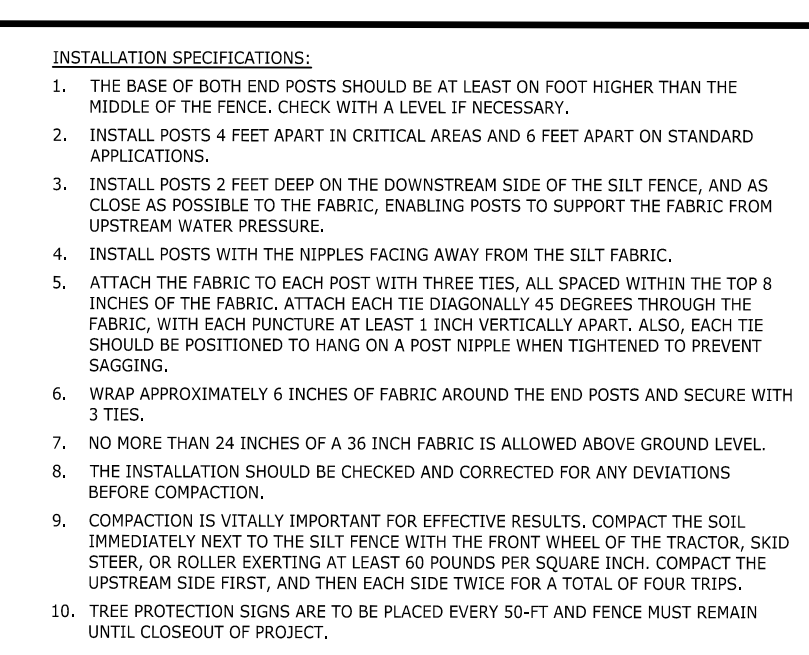 INSTALLATION SPECIFICATIONS:
1. THE BASE OF BOTH END POSTS SHOULD BE AT LEAST ON FOOT HIGHER THAN THE
MIDDLE OF THE FENCE. CHECK WITH A LEVEL IF NECESSARY.
2. INSTALL POSTS 4 FEET APART IN CRITICAL AREAS AND 6 FEET APART ON STANDARD
APPLICATIONS.
3. INSTALL POSTS 2 FEET DEEP ON THE DOWNSTREAM SIDE OF THE SILT FENCE, AND AS
CLOSE AS POSSIBLE TO THE FABRIC, ENABLING POSTS TO SUPPORT THE FABRIC FROM
UPSTREAM WATER PRESSURE.
4. INSTALL POSTS WITH THE NIPPLES FACING AWAY FROM THE SILT FABRIC.
5. ATTACH THE FABRIC TO EACH POST WITH THREE TIES, ALL SPACED WITHIN THE TOP 8
INCHES OF THE FABRIC. ATTACH EACH TIE DIAGONALLY 45 DEGREES THROUGH THE
FABRIC, WITH EACH PUNCTURE AT LEAST 1 INCH VERTICALLY APART. ALSO, EACH TIE
SHOULD BE POSITIONED TO HANG ON A POST NIPPLE WHEN TIGHTENED TO PREVENT
SAGGING.
6. WRAP APPROXIMATELY 6 INCHES OF FABRIC AROUND THE END POSTS AND SECURE WITH
3 TIES.
7. NO MORE THAN 24 INCHES OF A 36 INCH FABRIC IS ALLOWED ABOVE GROUND LEVEL.
8. THE INSTALLATION SHOULD BE CHECKED AND CORRECTED FOR ANY DEVIATIONS
BEFORE COMPACTION.
9. COMPACTION IS VITALLY IMPORTANT FOR EFFECTIVE RESULTS. COMPACT THE SOIL
IMMEDIATELY NEXT TO THE SILT FENCE WITH THE FRONT WHEEL OF THE TRACTOR, SKID
STEER, OR ROLLER EXERTING AT LEAST 60 POUNDS PER SQUARE INCH. COMPACT THE
UPSTREAM SIDE FIRST, AND THEN EACH SIDE TWICE FOR A TOTAL OF FOUR TRIPS.
10. TREE PROTECTION SIGNS ARE TO BE PLACED EVERY 50-FT AND FENCE MUST REMAIN
UNTIL CLOSEOUT OF PROJECT.